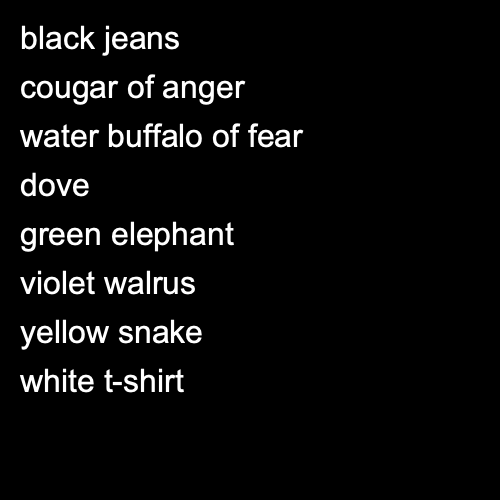 black jeans
cougar of anger
water buffalo of fear
dove
green elephant
violet walrus
yellow snake
white t-shirt